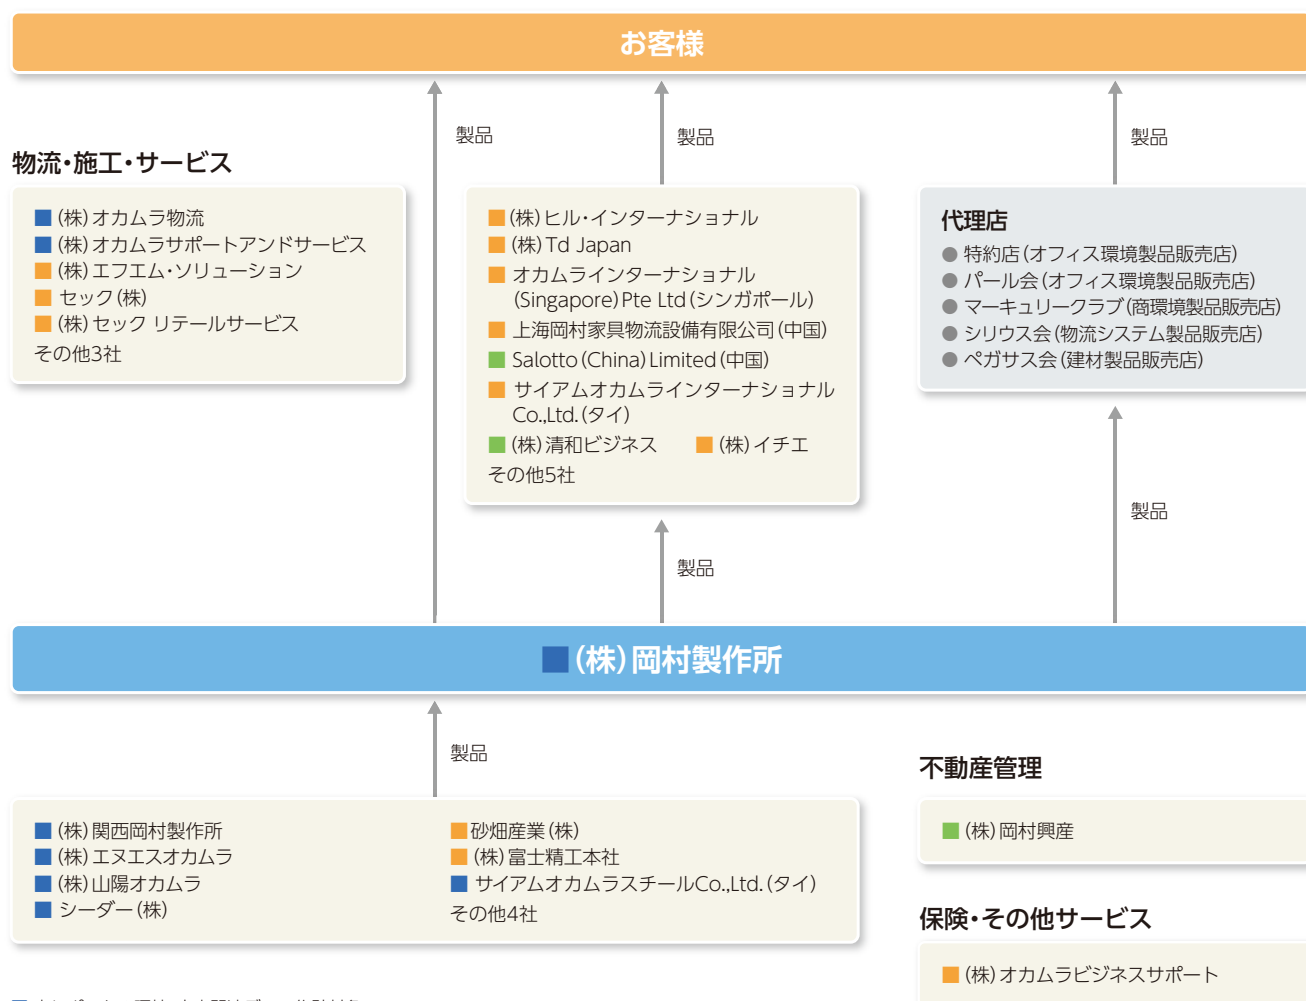 お客様
製品
製品
製品
物流・施工・サービス
(株)オカムラ物流
(株)オカムラサポートアンドサービス
(株)エフエム・ソリューション
セック(株)
(株)セック リテールサービス
その他3社
(株)ヒル・インターナショナル
(株)Td Japan
オカムラインターナショナル
(Singapore) Pte Ltd (シンガポール)
上海岡村家具物流設備有限公司(中国)
Salotto (China) Limited (中国)
サイアムオカムラインターナショナル
Co.,Ltd. (タイ)
(株)清和ビジネス (株)イチエ
その他5社
代理店
特約店(オフィス環境製品販売店)
パール会(オフィス環境製品販売店)
マーキュリークラブ(商環境製品販売店)
シリウス会(物流システム製品販売店)
ペガサス会(建材製品販売店)
製品
製品
(株)岡村製作所
製品
(株)関西岡村製作所
(株)エヌエスオカムラ
(株)山陽オカムラ
シーダー(株)
砂畑産業(株)
(株)富士精工本社
サイアムオカムラスチールCo.,Ltd. (タイ)
その他4社
不動産管理
(株)岡村興産
保険・その他サービス
(株)オカムラビジネスサポート